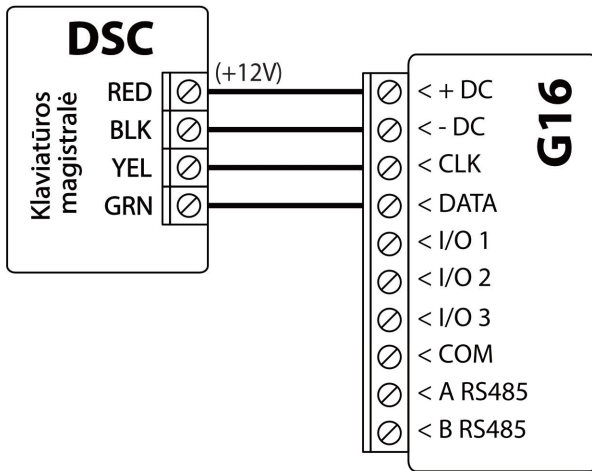 DSC
Klaviatūros
magistralė
RED
BLK
YEL
GRN
(+12V)
G16
< + DC
< - DC
< CLK
< DATA
< I/O 1
< I/O 2
< I/O 3
< COM
< A RS485
< B RS485